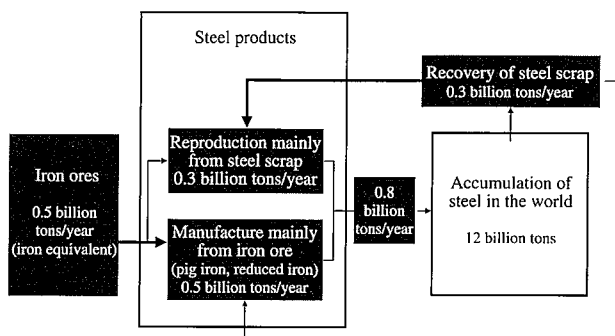 Steel products
Recovery of steel scrap
0.3 billion tons/year
Reproduction mainly
from steel scrap
0.3 billion tons/year
Iron ores
0.5 billion
tons/year
(iron equivalent)
Manufacture mainly
from iron ore
(pig iron, reduced iron)
0.5 billion tons/year
0.8
billion
tons/year
Accumulation of
steel in the world
12 billion tons